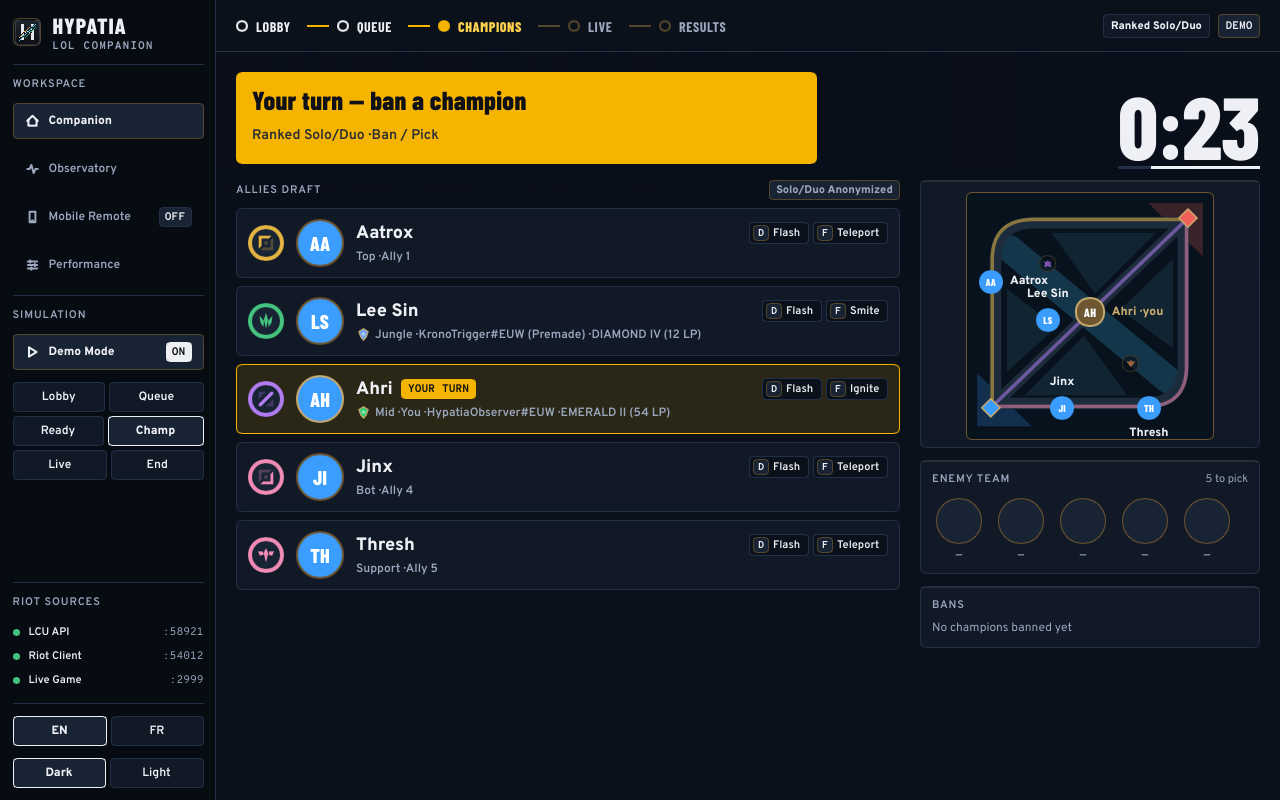 HYPATIA
LOL COMPANION
WORKSPACE
Companion
Observatory
Mobile Remote OFF
Performance
SIMULATION
Demo Mode ON
Lobby Queue
Ready Champ
Live End
RIOT SOURCES
LCU API :58921
Riot Client :54012
Live Game :2999
EN FR
Dark Light
LOBBY QUEUE CHAMPIONS LIVE RESULTS
Ranked Solo/Duo DEMO
Your turn — ban a champion
Ranked Solo/Duo ·Ban / Pick
0:23
ALLIES DRAFT Solo/Duo Anonymized
AA Aatrox D Flash F Teleport
Top ·Ally 1
LS Lee Sin D Flash F Smite
Jungle ·KronoTrigger#EUW (Premade) ·DIAMOND IV (12 LP)
AH Ahri YOUR TURN D Flash F Ignite
Mid ·You ·HypatiaObserver#EUW ·EMERALD II (54 LP)
JI Jinx D Flash F Teleport
Bot ·Ally 4
TH Thresh D Flash F Teleport
Support ·Ally 5
AA Aatrox
Lee Sin
LS
AH Ahri ·you
Jinx
JI
TH
Thresh
ENEMY TEAM 5 to pick
– – – – –
BANS
No champions banned yet